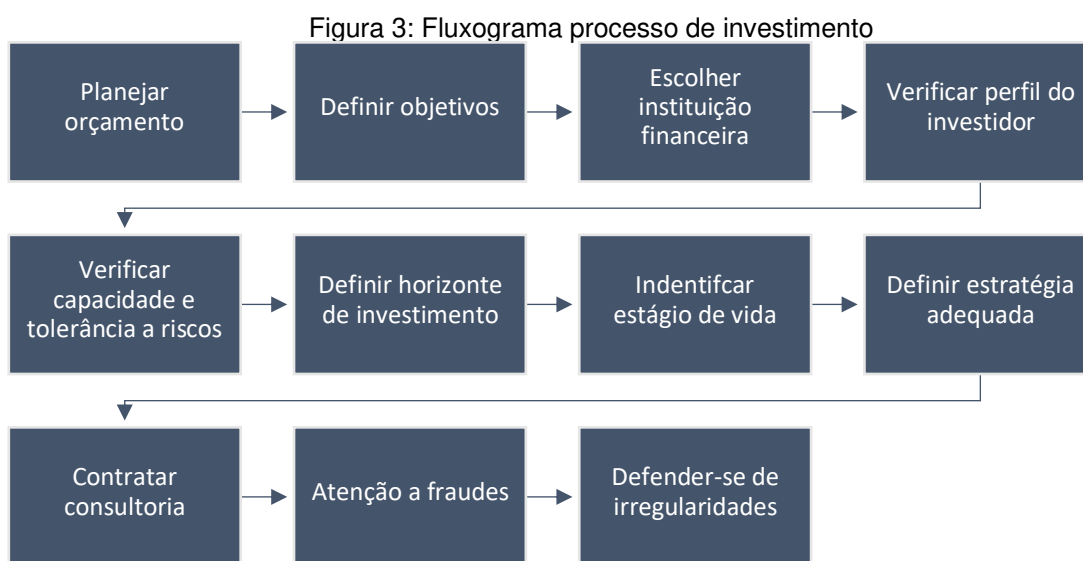 Figura 3: Fluxograma processo de investimento
Planejar
orçamento
Definir objetivos
Escolher
instituição
financeira
Verificar perfil do
investidor
Verificar
capacidade e
tolerância a riscos
Definir horizonte
de investimento
Indentifcar
estágio de vida
Definir estratégia
adequada
Contratar
consultoria
Atenção a fraudes
Defender-se de
irregularidades